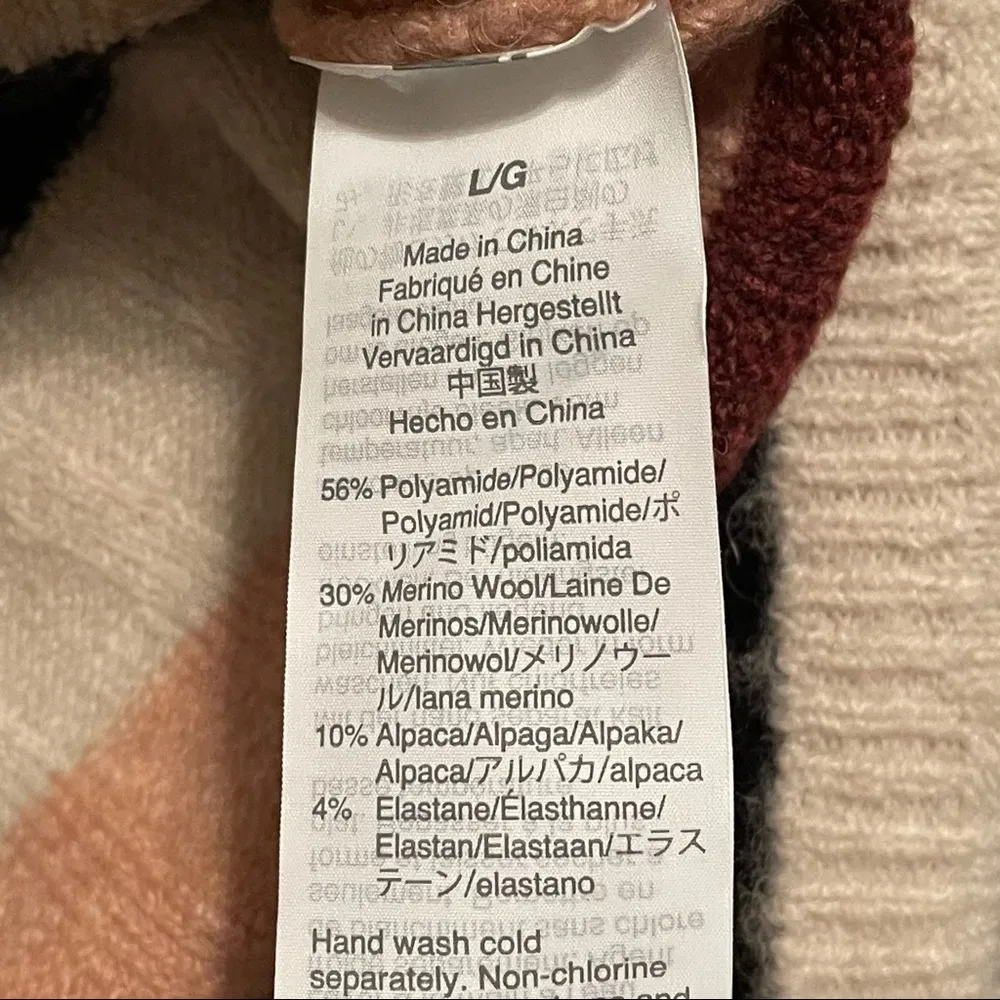 L/G
Made in China
Fabriqué en Chine
in China Hergestellt
Vervaardigd in China
中国製
Hecho en China
56% Polyamide/Polyamide/
Polyamid/Polyamide/ポ
リアミド/poliamida
30% Merino Wool/Laine De
Merinos/Merinowolle/
Merinowol/メリノウー
ル/lana merino
10% Alpaca/Alpaga/Alpaka/
Alpaca/アルパカ/alpaca
4% Elastane/Élasthanne/
Elastan/Elastaan/エラス
テーン/elastano
Hand wash cold
separately. Non-chlorine
and